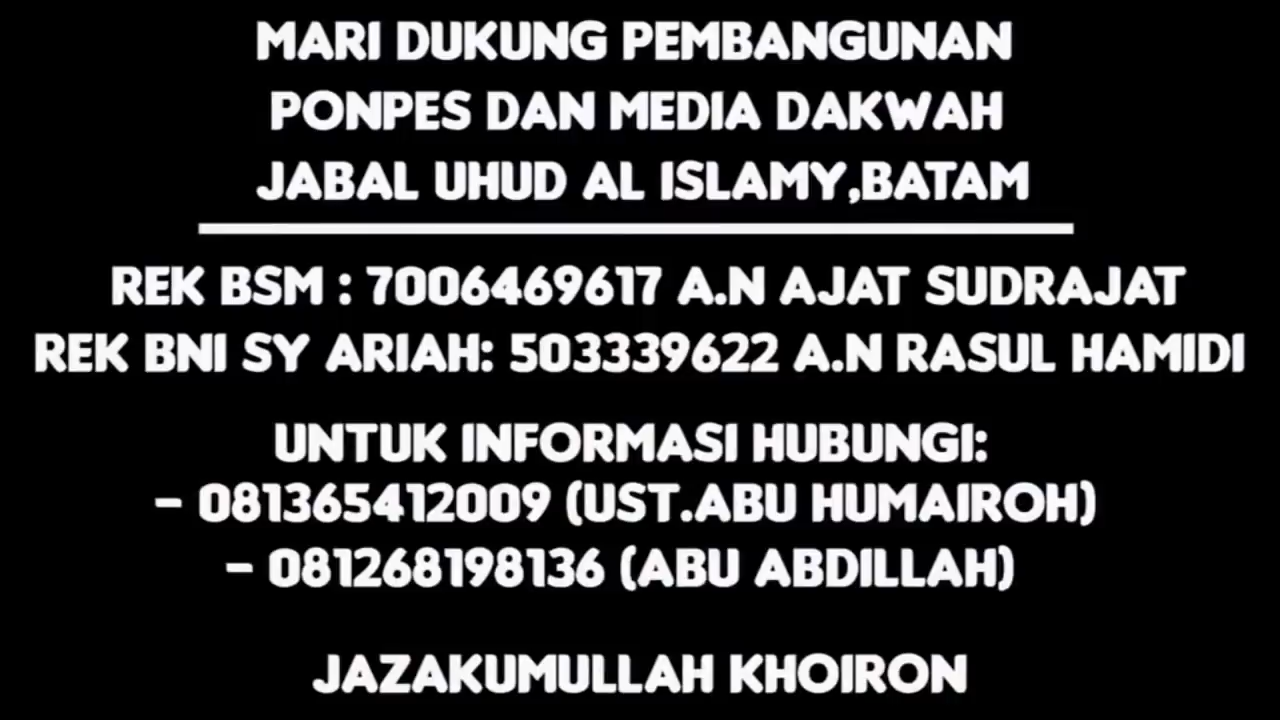 MARI DUKUNG PEMBANGUNAN
PONPES DAN MEDIA DAKWAH
JABAL UHUD AL ISLAMY,BATAM
REK BSM : 7006469617 A.N AJAT SUDRAJAT
REK BNI SY ARIAH: 503339622 A.N RASUL HAMIDI
UNTUK INFORMASI HUBUNGI:
- 081365412009 (UST.ABU HUMAIROH)
- 081268198136 (ABU ABDILLAH)
JAZAKUMULLAH KHOIRON